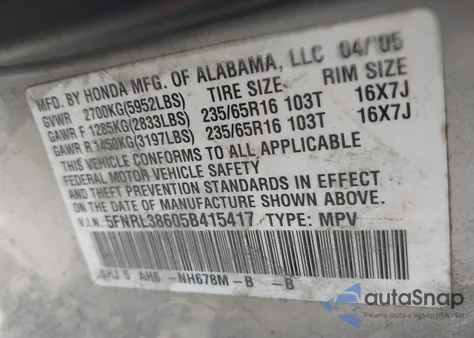 MFD. BY HONDA MFG. OF ALABAMA, LLC 04/'05
GVWR 2700KG(5952LBS) TIRE SIZE RIM SIZE
GAWR F 1285KG(2833LBS) 235/65R16 103T 16X7J
GAWR R 1450KG(3197LBS) 235/65R16 103T 16X7J
THIS VEHICLE CONFORMS TO ALL APPLICABLE
FEDERAL MOTOR VEHICLE SAFETY
AND THEFT PREVENTION STANDARDS IN EFFECT
ON THE DATE OF MANUFACTURE SHOWN ABOVE.
V.I.N. 5FNRL38605B415417 TYPE: MPV
NH678M - B - B
autoSnap